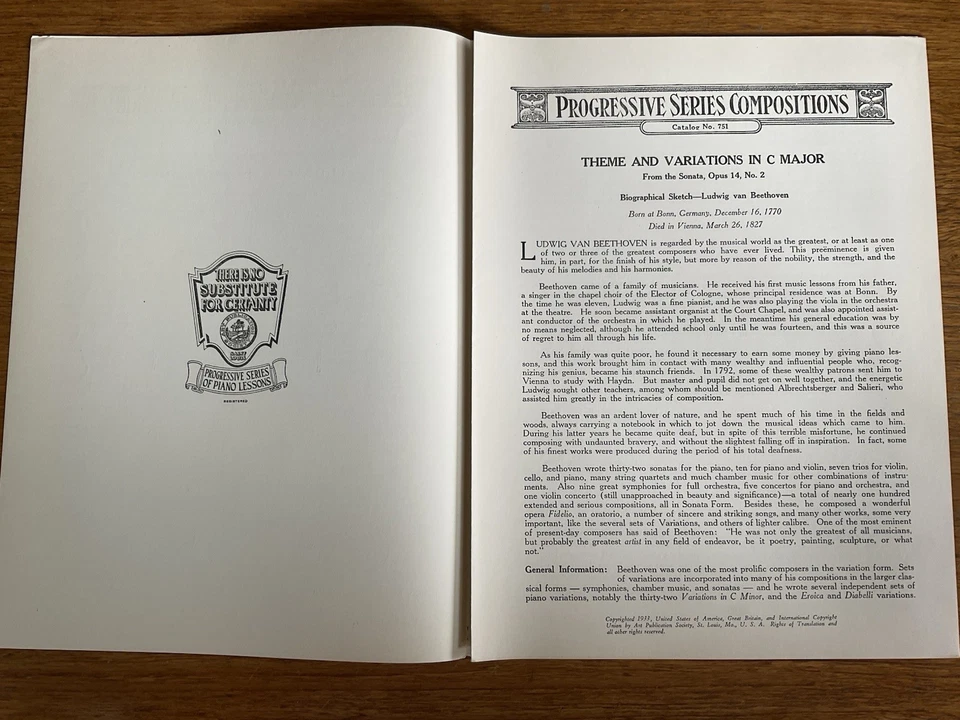 THERE IS NO
SUBSTITUTE
FOR CERTAINTY
SAINT
LOUIS
PROGRESSIVE SERIES
OF PIANO LESSONS
REGISTERED
PROGRESSIVE SERIES COMPOSITIONS
Catalog No. 751
THEME AND VARIATIONS IN C MAJOR
From the Sonata, Opus 14, No. 2
Biographical Sketch—Ludwig van Beethoven
Born at Bonn, Germany, December 16, 1770
Died in Vienna, March 26, 1827
LUDWIG VAN BEETHOVEN is regarded by the musical world as the greatest, or at least as one
of two or three of the greatest composers who have ever lived. This preëminence is given
him, in part, for the finish of his style, but more by reason of the nobility, the strength, and the
beauty of his melodies and his harmonies.
Beethoven came of a family of musicians. He received his first music lessons from his father,
a singer in the chapel choir of the Elector of Cologne, whose principal residence was at Bonn. By
the time he was eleven, Ludwig was a fine pianist, and he was also playing the viola in the orchestra
at the theatre. He soon became assistant organist at the Court Chapel, and was also appointed assist-
ant conductor of the orchestra in which he played. In the meantime his general education was by
no means neglected, although he attended school only until he was fourteen, and this was a source
of regret to him all through his life.
As his family was quite poor, he found it necessary to earn some money by giving piano les-
sons, and this work brought him in contact with many wealthy and influential people who, recog-
nizing his genius, became his staunch friends. In 1792, some of these wealthy patrons sent him to
Vienna to study with Haydn. But master and pupil did not get on well together, and the energetic
Ludwig sought other teachers, among whom should be mentioned Albrechtsberger and Salieri, who
assisted him greatly in the intricacies of composition.
Beethoven was an ardent lover of nature, and he spent much of his time in the fields and
woods, always carrying a notebook in which to jot down the musical ideas which came to him.
During his latter years he became quite deaf, but in spite of this terrible misfortune, he continued
composing with undaunted bravery, and without the slightest falling off in inspiration. In fact, some
of his finest works were produced during the period of his total deafness.
Beethoven wrote thirty-two sonatas for the piano, ten for piano and violin, seven trios for violin,
cello, and piano, many string quartets and much chamber music for other combinations of instru-
ments. Also nine great symphonies for full orchestra, five concertos for piano and orchestra, and
one violin concerto (still unapproached in beauty and significance)—a total of nearly one hundred
extended and serious compositions, all in Sonata Form. Besides these, he composed a wonderful
opera Fidelio, an oratorio, a number of sincere and striking songs, and many other works, some very
important, like the several sets of Variations, and others of lighter calibre. One of the most eminent
of present-day composers has said of Beethoven: "He was not only the greatest of all musicians,
but probably the greatest artist in any field of endeavor, be it poetry, painting, sculpture, or what
not."
General Information: Beethoven was one of the most prolific composers in the variation form. Sets
of variations are incorporated into many of his compositions in the larger clas-
sical forms — symphonies, chamber music, and sonatas — and he wrote several independent sets of
piano variations, notably the thirty-two Variations in C Minor, and the Eroica and Diabelli variations.
Copyrighted 1933, United States of America, Great Britain, and International Copyright
Union by Art Publication Society, St. Louis, Mo., U. S. A. Rights of Translation and
all other rights reserved.